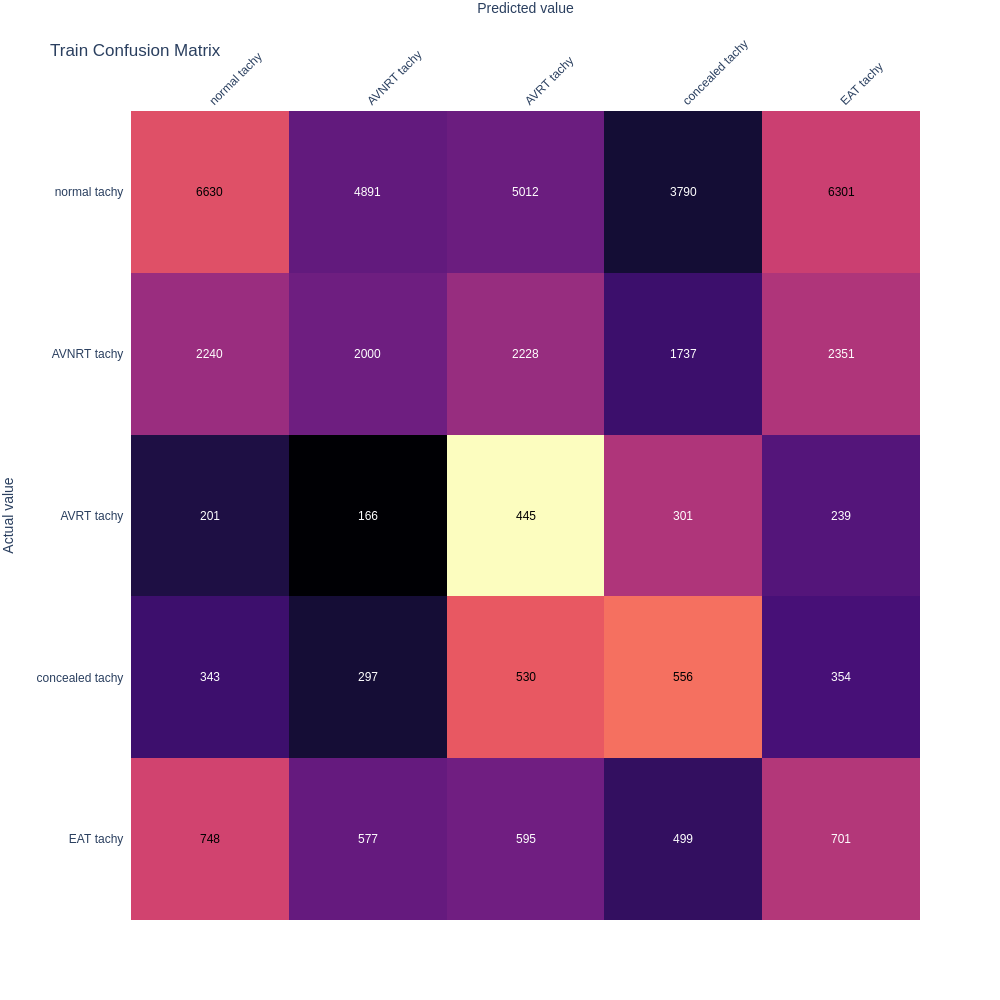 Predicted value
Train Confusion Matrix
normal tachy
AVNRT tachy
AVRT tachy
concealed tachy
EAT tachy
normal tachy 6630 4891 5012 3790 6301
AVNRT tachy 2240 2000 2228 1737 2351
AVRT tachy 201 166 445 301 239
concealed tachy 343 297 530 556 354
EAT tachy 748 577 595 499 701
Actual value